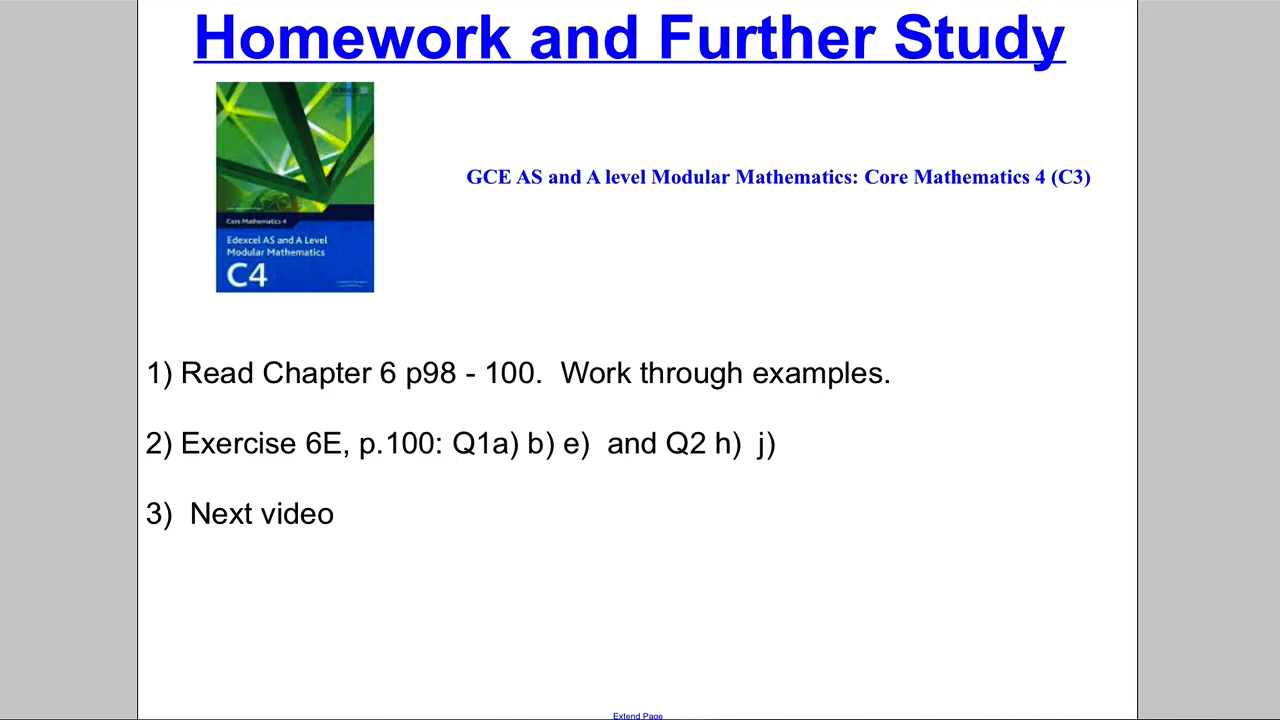 Homework and Further Study
GCE AS and A level Modular Mathematics: Core Mathematics 4 (C3)
Core Mathematics 4
Edexcel AS and A Level
Modular Mathematics
C4
1) Read Chapter 6 p98 - 100. Work through examples.
2) Exercise 6E, p.100: Q1a) b) e) and Q2 h) j)
3) Next video
Extend Page